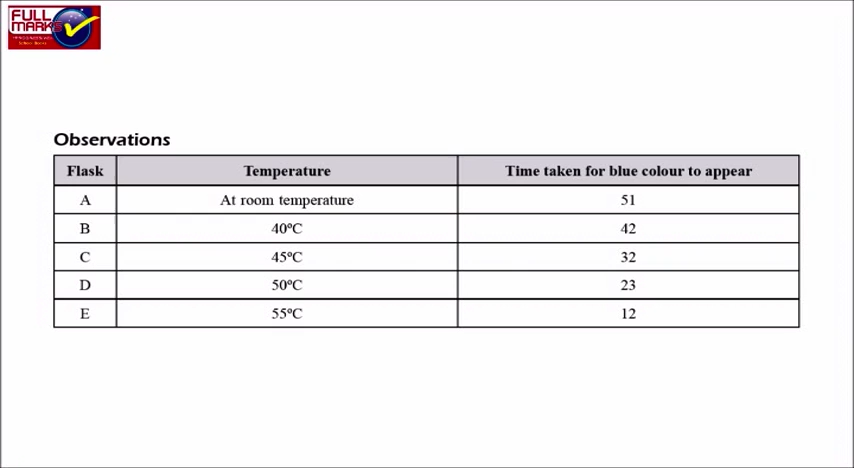 FULL
MARKS
Observations
Flask Temperature Time taken for blue colour to appear
A At room temperature 51
B 40ºC 42
C 45ºC 32
D 50ºC 23
E 55ºC 12